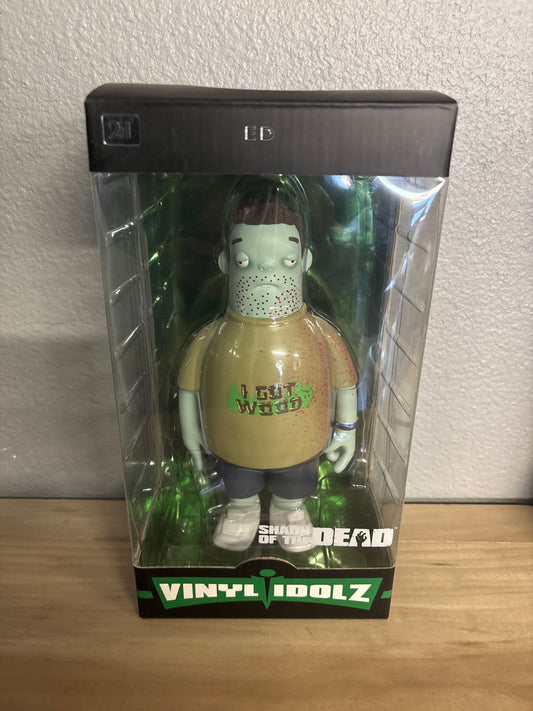 21
ED
I GOT
WOOD
SHAUN
OF THE DEAD
VINYL IDOLZ